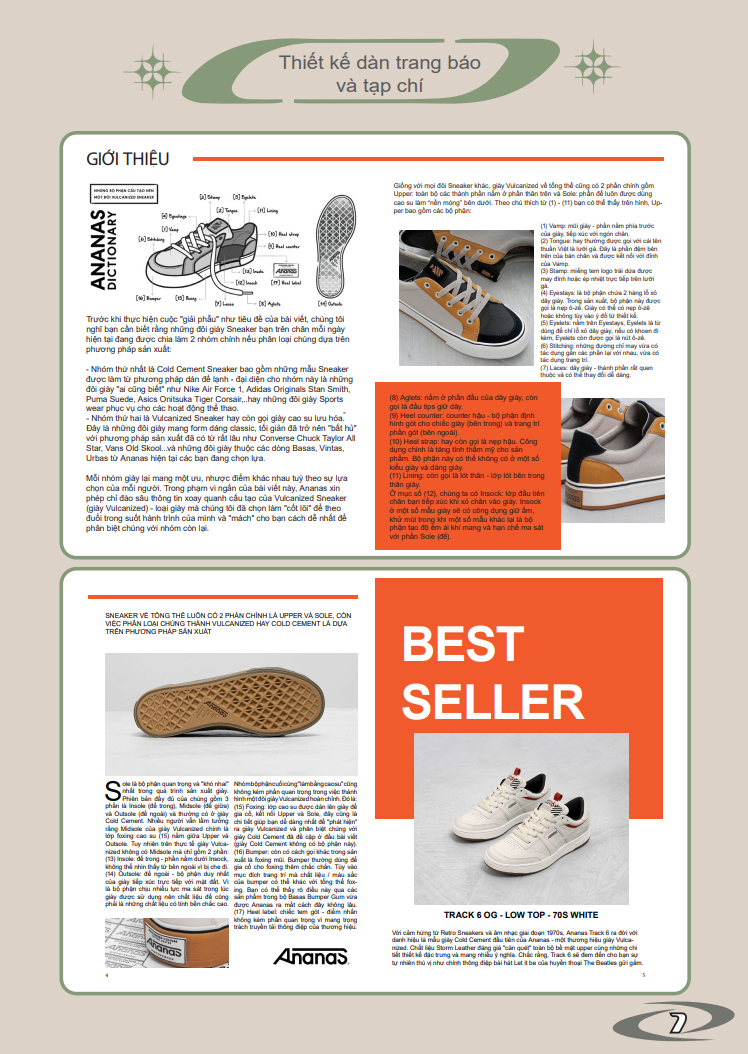 Thiết kế dàn trang báo
và tạp chí
GIỚI THIỆU
NHỮNG BỘ PHẬN CẤU TẠO NÊN
MỘT ĐÔI VULCANIZED SNEAKER
ANANAS
DICTIONARY
[3] Stamp
[5] Eyelets
[4] Eyestays
[2] Tongue
[11] Lining
[1] Vamp
[6] Stitching
[10] Heel strap
[9] Heel counter
[13] Insole
Ananas
[12] Insock
[17] Heel label
[16] Bumper
[15] Foxing
[7] Laces
[8] Aglets
[14] Outsole
Trước khi thực hiện cuộc "giải phẫu" như tiêu đề của bài viết, chúng tôi
nghĩ bạn cần biết rằng những đôi giày Sneaker bạn trên chân mỗi ngày
hiện tại đang được chia làm 2 nhóm chính nếu phân loại chúng dựa trên
phương pháp sản xuất:
- Nhóm thứ nhất là Cold Cement Sneaker bao gồm những mẫu Sneaker
được làm từ phương pháp dán đế lạnh - đại diện cho nhóm này là những
đôi giày "ai cũng biết" như Nike Air Force 1, Adidas Originals Stan Smith,
Puma Suede, Asics Onitsuka Tiger Corsair,..hay những đôi giày Sports
wear phục vụ cho các hoạt động thể thao.
- Nhóm thứ hai là Vulcanized Sneaker hay còn gọi giày cao su lưu hóa.
Đây là những đôi giày mang form dáng classic, tối giản đã trở nên "bất hủ"
với phương pháp sản xuất đã có từ rất lâu như Converse Chuck Taylor All
Star, Vans Old Skool...và những đôi giày thuộc các dòng Basas, Vintas,
Urbas từ Ananas hiện tại các bạn đang chọn lựa.
Mỗi nhóm giày lại mang một ưu, nhược điểm khác nhau tuỳ theo sự lựa
chọn của mỗi người. Trong phạm vi ngắn của bài viết này, Ananas xin
phép chỉ đào sâu thông tin xoay quanh cấu tạo của Vulcanized Sneaker
(giày Vulcanized) - loại giày mà chúng tôi đã chọn làm "cốt lõi" để theo
đuổi trong suốt hành trình của mình và "mách" cho bạn cách dễ nhất để
phân biệt chúng với nhóm còn lại.
Giống với mọi đôi Sneaker khác, giày Vulcanized về tổng thể cũng có 2 phần chính gồm
Upper: toàn bộ các thành phần nằm ở phần thân trên và Sole: phần đế luôn được dùng
cao su làm "nền móng" bên dưới. Theo chú thích từ (1) - (11) bạn có thể thấy trên hình, Up-
per bao gồm các bộ phận:
(1) Vamp: mũi giày - phần nằm phía trước
của giày, tiếp xúc với ngón chân.
(2) Tongue: hay thường được gọi với cái tên
thuần Việt là lưỡi gà. Đây là phần đệm bên
trên của bàn chân và được kết nối với đỉnh
của Vamp.
(3) Stamp: miếng tem logo trái dứa được
may đính hoặc ép nhiệt trực tiếp trên lưỡi
gà.
(4) Eyestays: là bộ phận chứa 2 hàng lỗ xỏ
dây giày. Trong sản xuất, bộ phận này được
gọi là nẹp ô-zê. Giày có thể có nẹp ô-zê
hoặc không tùy vào ý đồ từ thiết kế.
(5) Eyelets: nằm trên Eyestays, Eyelets là từ
dùng để chỉ lỗ xỏ dây giày, nếu có khoen đi
kèm, Eyelets còn được gọi là nút ô-zê.
(6) Stitching: những đường chỉ may vừa có
tác dụng gắn các phần lại với nhau, vừa có
tác dụng trang trí.
(7) Laces: dây giày - thành phần rất quen
thuộc và có thể thay đổi dễ dàng.
(8) Aglets: nằm ở phần đầu của dây giày, còn
gọi là đầu tips giữ dây.
(9) Heel counter: counter hậu - bộ phận định
hình gót cho chiếc giày (bên trong) và trang trí
phần gót (bên ngoài).
(10) Heel strap: hay còn gọi là nẹp hậu. Công
dụng chính là tăng tính thẩm mỹ cho sản
phẩm. Bộ phận này có thể không có ở một số
kiểu giày và dáng giày.
(11) Lining: còn gọi là lót thân - lớp lót bên trong
thân giày.
Ở mục số (12), chúng ta có Insock: lớp đầu tiên
chân bạn tiếp xúc khi xỏ chân vào giày. Insock
ở một số mẫu giày sẽ có công dụng giữ ấm,
khử mùi trong khi một số mẫu khác lại là bộ
phận tạo độ êm ái khi mang và hạn chế ma sát
với phần Sole (đế).
SNEAKER VỀ TỔNG THỂ LUÔN CÓ 2 PHẦN CHÍNH LÀ UPPER VÀ SOLE, CÒN
VIỆC PHÂN LOẠI CHÚNG THÀNH VULCANIZED HAY COLD CEMENT LÀ DỰA
TRÊN PHƯƠNG PHÁP SẢN XUẤT
Ananas
Sole là bộ phận quan trọng và "khó nhai"
nhất trong quá trình sản xuất giày.
Phiên bản đầy đủ của chúng gồm 3
phần là Insole (đế trong), Midsole (đế giữa)
và Outsole (đế ngoài) và thường có ở giày
Cold Cement. Nhiều người vẫn lầm tưởng
rằng Midsole của giày Vulcanized chính là
lớp foxing cao su (15) nằm giữa Upper và
Outsole. Tuy nhiên trên thực tế giày Vulca-
nized không có Midsole mà chỉ gồm 2 phần:
(13) Insole: đế trong - phần nằm dưới Insock,
không thể nhìn thấy từ bên ngoài vì bị che đi.
(14) Outsole: đế ngoài - bộ phận duy nhất
của giày tiếp xúc trực tiếp với mặt đất. Vì
là bộ phận chịu nhiều lực ma sát trong lúc
giày được sử dụng nên chất liệu đế cũng
phải là những chất liệu có tính bền chắc cao.
Nhóm bộ phận cuối cùng "làm bằng cao su" cũng
không kém phần quan trọng trong việc thành
hình một đôi giày Vulcanized hoàn chỉnh. Đó là:
(15) Foxing: lớp cao su được dán lên giày để
gia cố, kết nối Upper và Sole, đây cũng là
chi tiết giúp bạn dễ dàng nhất để "phát hiện"
ra giày Vulcanized và phân biệt chúng với
giày Cold Cement đã đề cập ở đầu bài viết
(giày Cold Cement không có bộ phận này).
(16) Bumper: còn có cách gọi khác trong sản
xuất là foxing mũi. Bumper thường dùng để
gia cố cho foxing thêm chắc chắn. Tùy vào
mục đích trang trí mà chất liệu / màu sắc
của bumper có thể khác với tổng thể fox-
ing. Bạn có thể thấy rõ điều này qua các
sản phẩm trong bộ Basas Bumper Gum vừa
được Ananas ra mắt cách đây không lâu.
(17) Heel label: chiếc tem gót - điểm nhấn
không kém phần quan trọng vì mang trọng
trách truyền tải thông điệp của thương hiệu.
Ananas
Ananas
4
BEST
SELLER
TRACK 6 OG - LOW TOP - 70S WHITE
Với cảm hứng từ Retro Sneakers và âm nhạc giai đoạn 1970s, Ananas Track 6 ra đời với
danh hiệu là mẫu giày Cold Cement đầu tiên của Ananas - một thương hiệu giày Vulca-
nized. Chất liệu Storm Leather đáng giá "càn quét" toàn bộ bề mặt upper cùng những chi
tiết thiết kế đặc trưng và mang nhiều ý nghĩa. Chắc rằng, Track 6 sẽ đem đến cho bạn sự
tự nhiên thú vị như chính thông điệp bài hát Let it be của huyền thoại The Beatles gửi gắm.
5
7